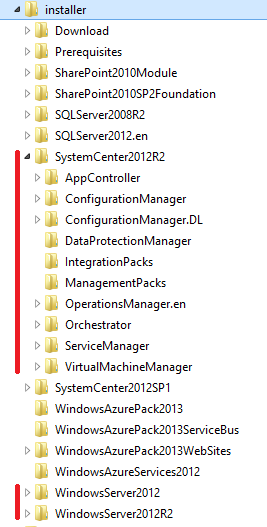 installer
Download
Prerequisites
SharePoint2010Module
SharePoint2010SP2Foundation
SQLServer2008R2
SQLServer2012.en
SystemCenter2012R2
AppController
ConfigurationManager
ConfigurationManager.DL
DataProtectionManager
IntegrationPacks
ManagementPacks
OperationsManager.en
Orchestrator
ServiceManager
VirtualMachineManager
SystemCenter2012SP1
WindowsAzurePack2013
WindowsAzurePack2013ServiceBus
WindowsAzurePack2013WebSites
WindowsAzureServices2012
WindowsServer2012
WindowsServer2012R2